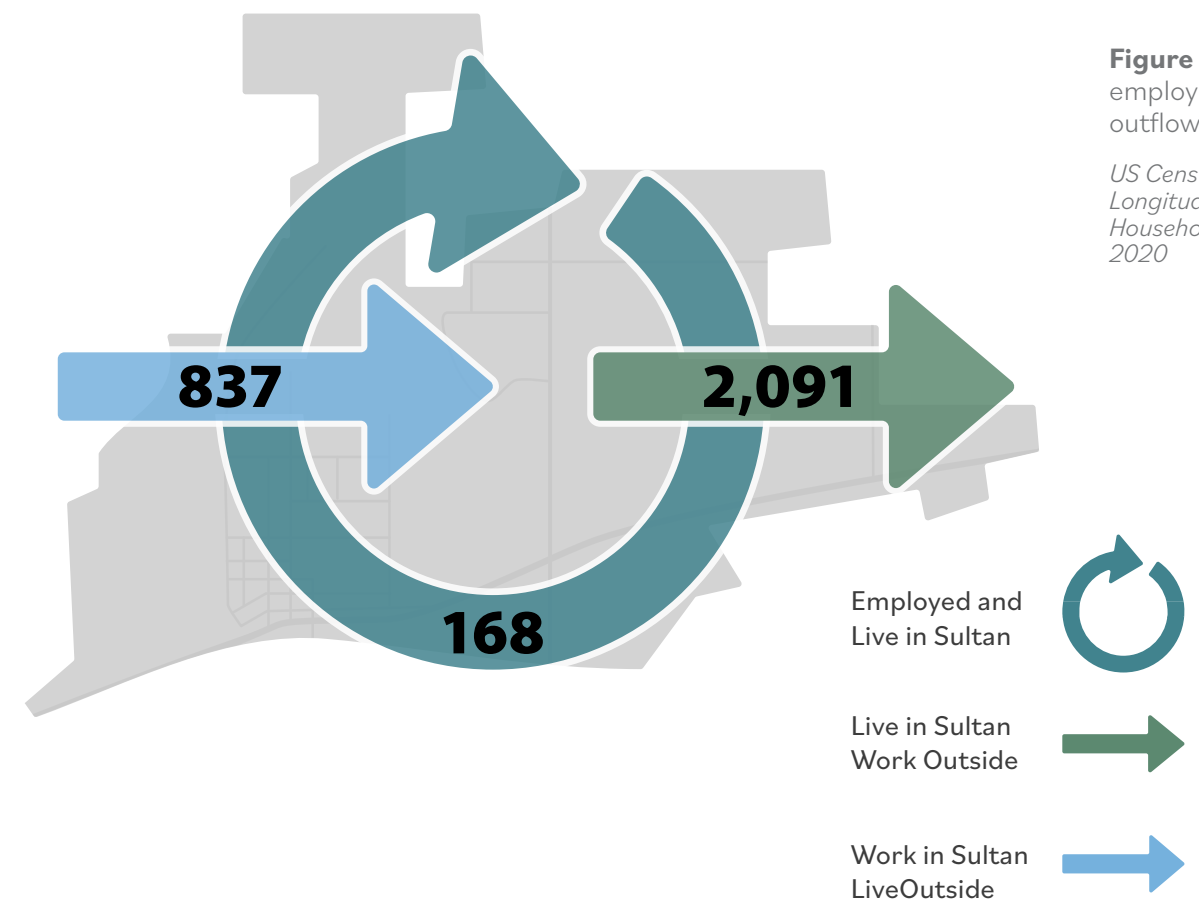 Figure
employ
outflow
US Cens
Longitud
Househo
2020
837
2,091
168
Employed and
Live in Sultan
Live in Sultan
Work Outside
Work in Sultan
LiveOutside